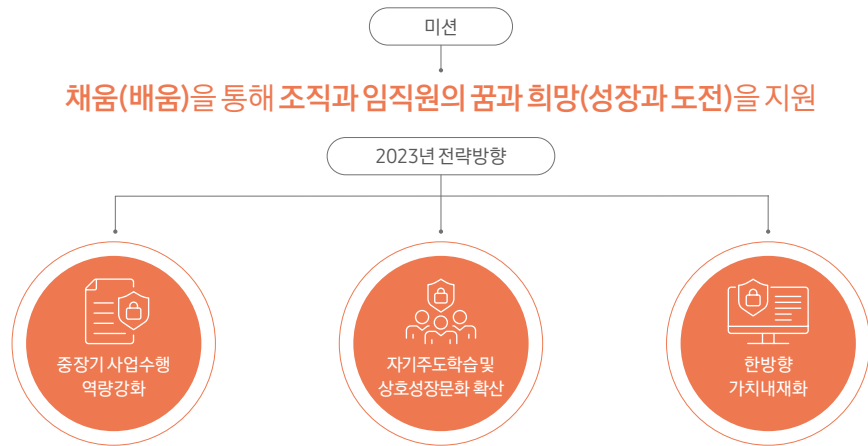 미션
채움(배움)을 통해 조직과 임직원의 꿈과 희망(성장과 도전)을 지원
2023년 전략방향
중장기 사업수행
역량강화
자기주도학습 및
상호성장문화 확산
한방향
가치내재화